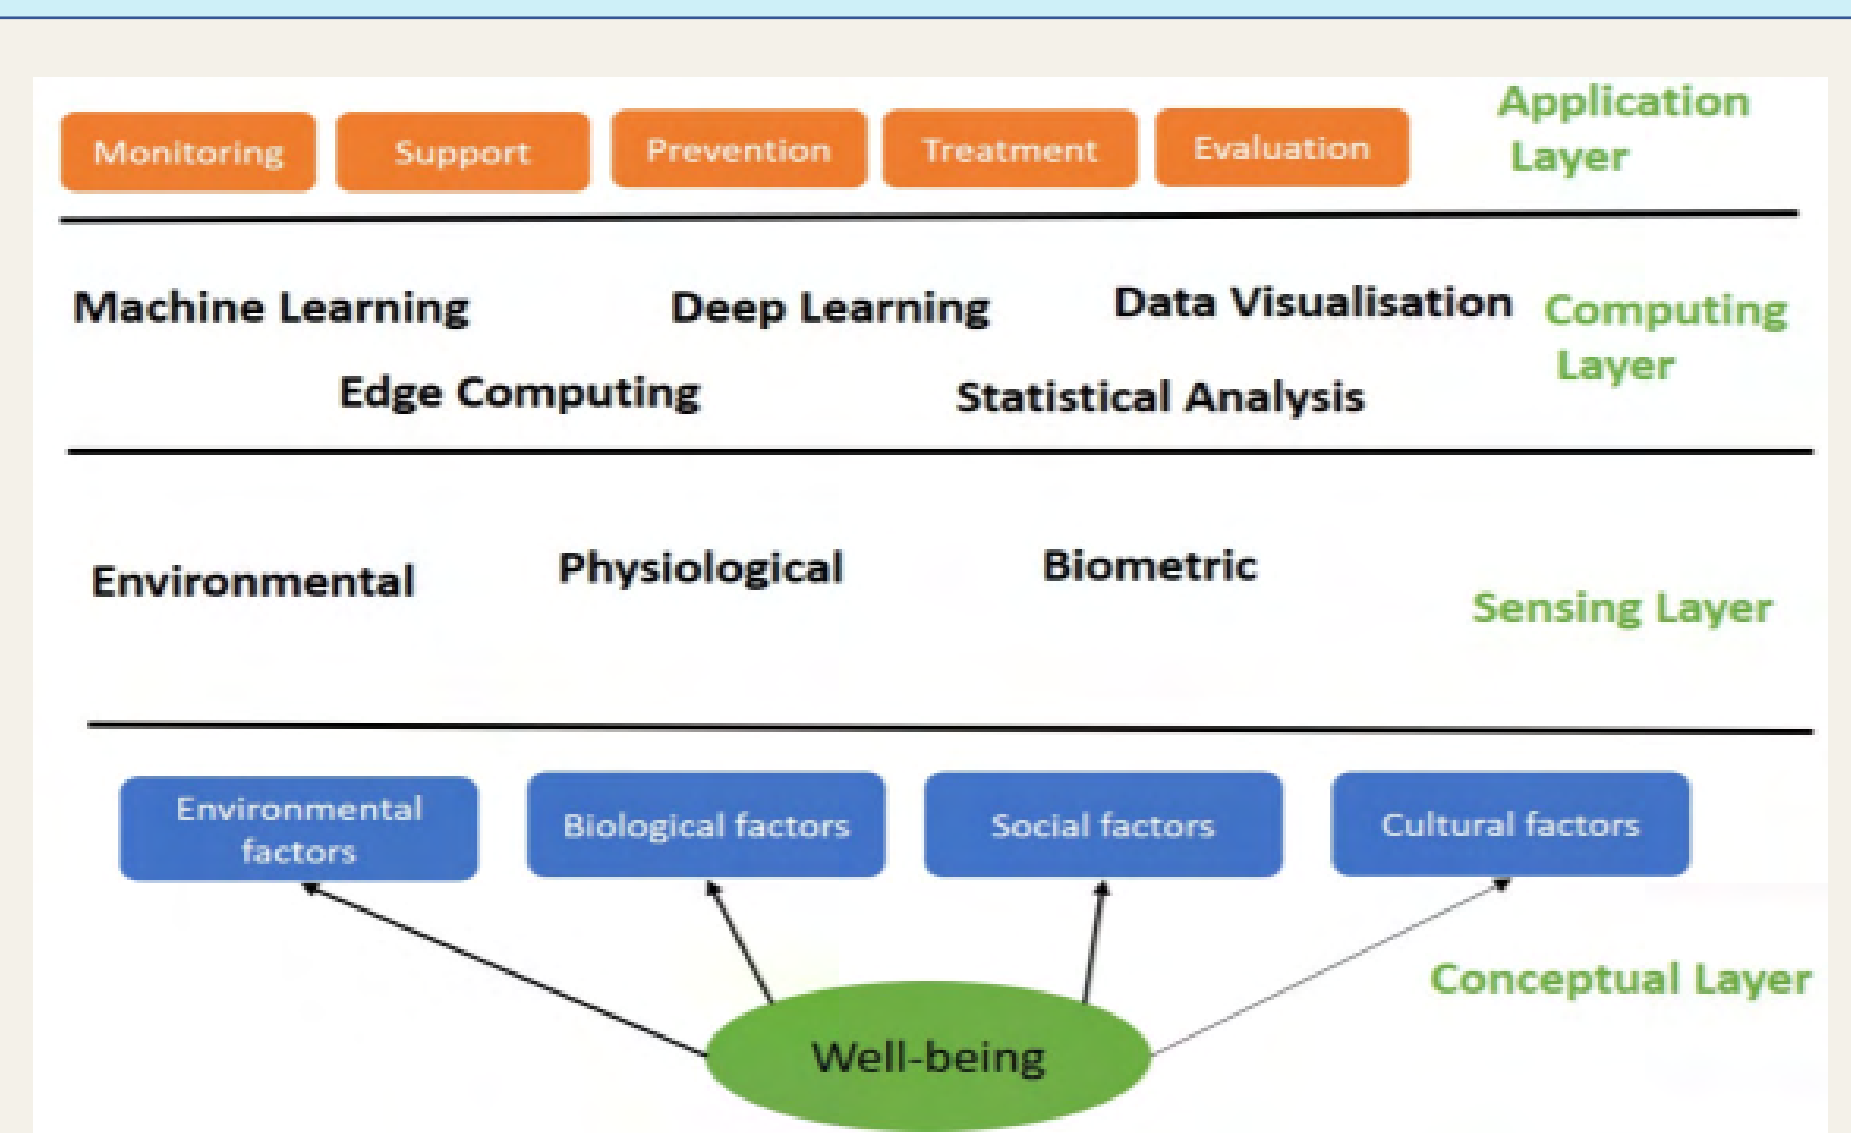 Monitoring
Support
Prevention
Treatment
Evaluation
Application
Layer
Machine Learning
Deep Learning
Data Visualisation
Computing
Layer
Edge Computing
Statistical Analysis
Environmental
Physiological
Biometric
Sensing Layer
Environmental
factors
Biological factors
Social factors
Cultural factors
Conceptual Layer
Well-being